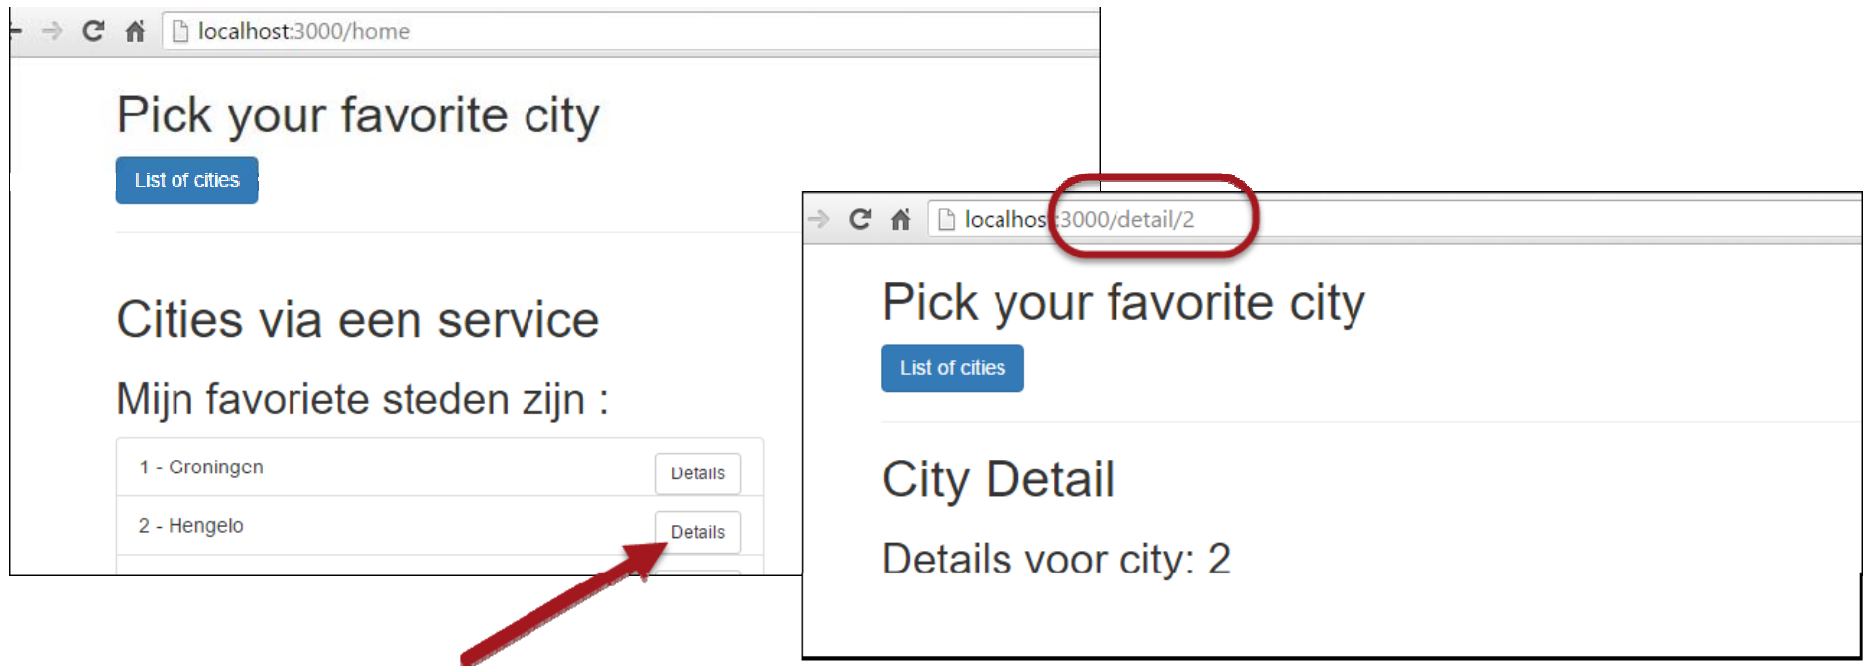 localhost:3000/home
Pick your favorite city
List of cities
Cities via een service
Mijn favoriete steden zijn :
1 - Groningen
Details
2 - Hengelo
Details
localhost:3000/detail/2
Pick your favorite city
List of cities
City Detail
Details voor city: 2